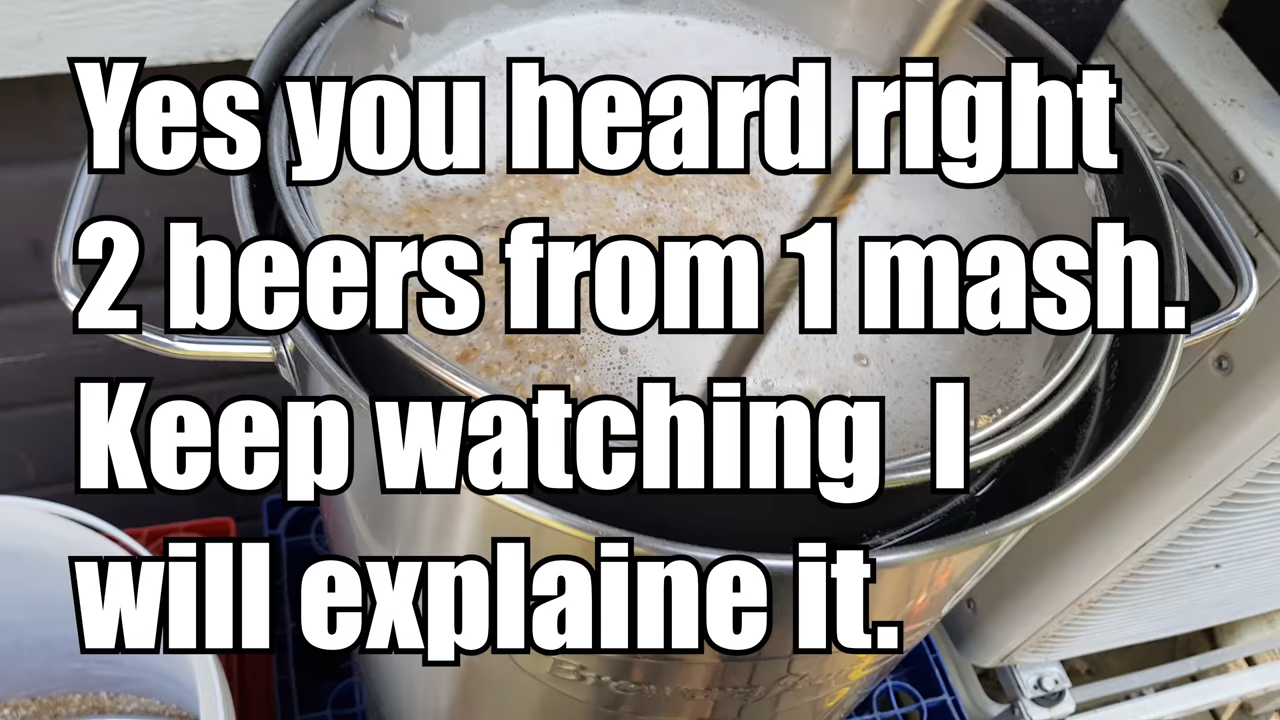 Yes you heard right
2 beers from 1 mash.
Keep watching  I
will explaine it.